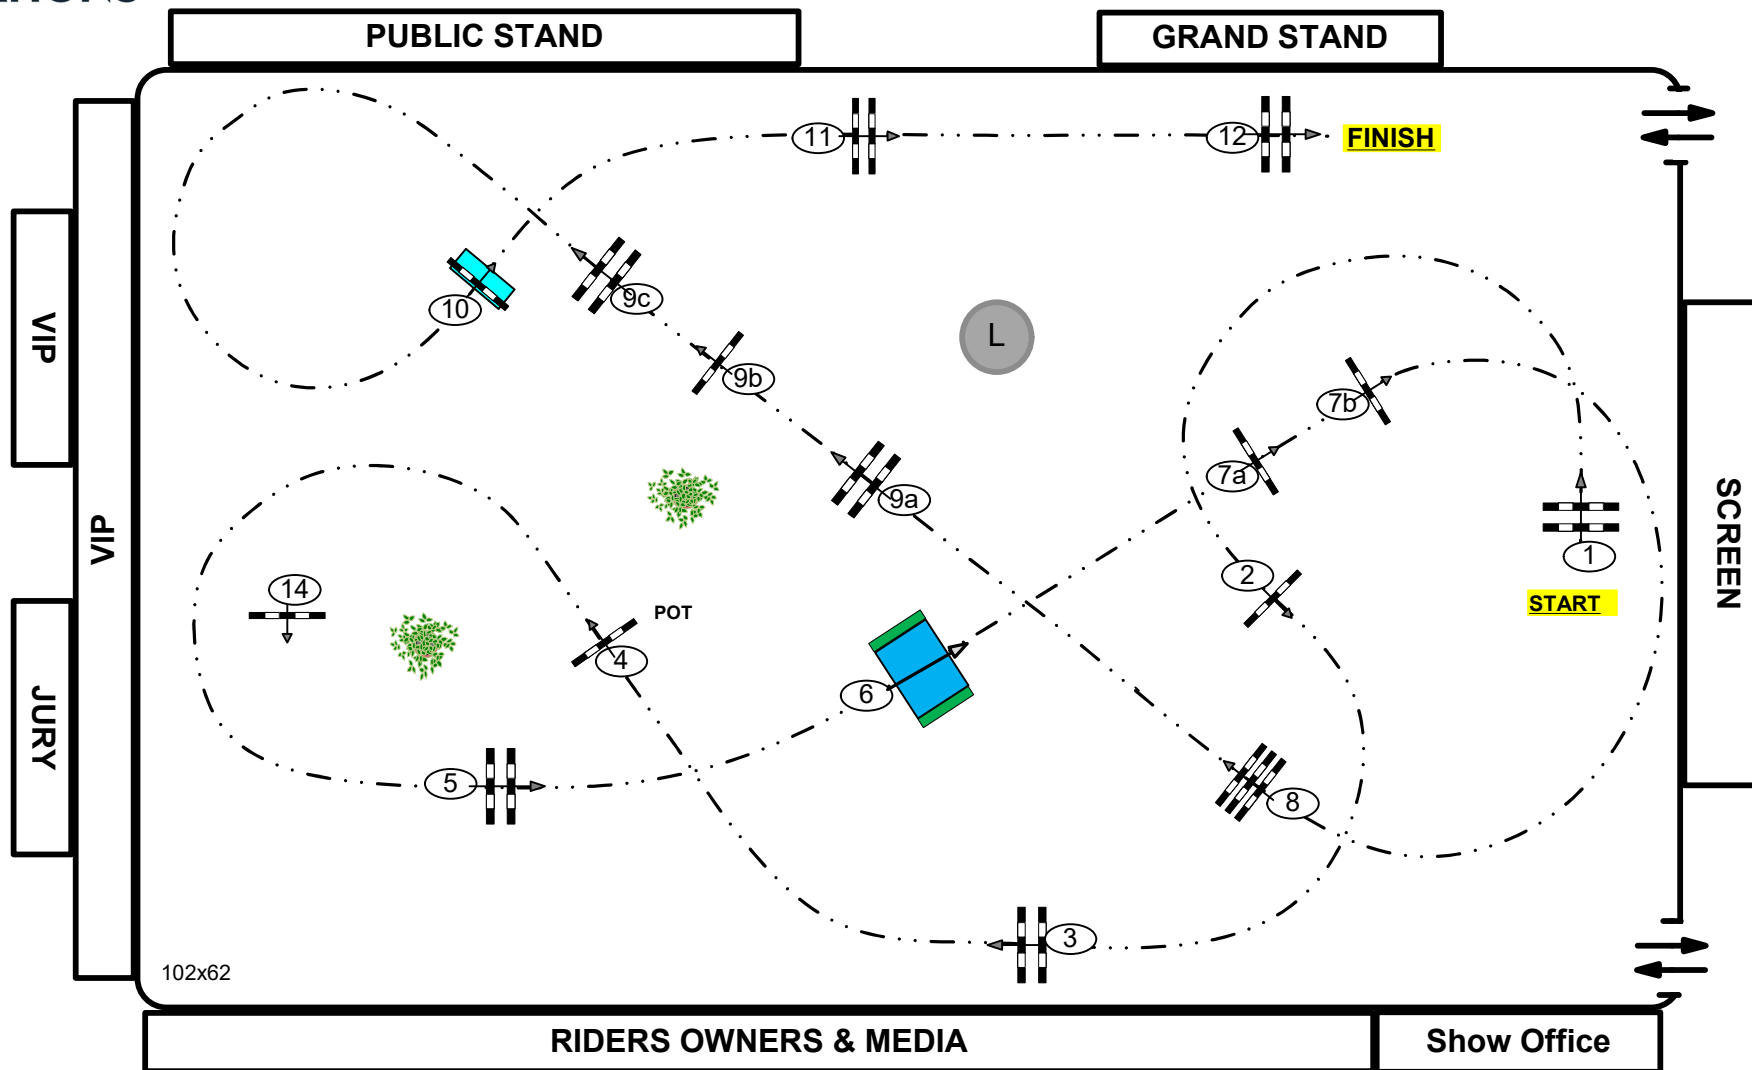 PUBLIC STAND
GRAND STAND
11
12
FINISH
10
9c
VIP
L
9b
7b
7a
9a
SCREEN
VIP
1
2
14
START
POT
4
6
JURY
5
8
3
102x62
RIDERS OWNERS & MEDIA
Show Office